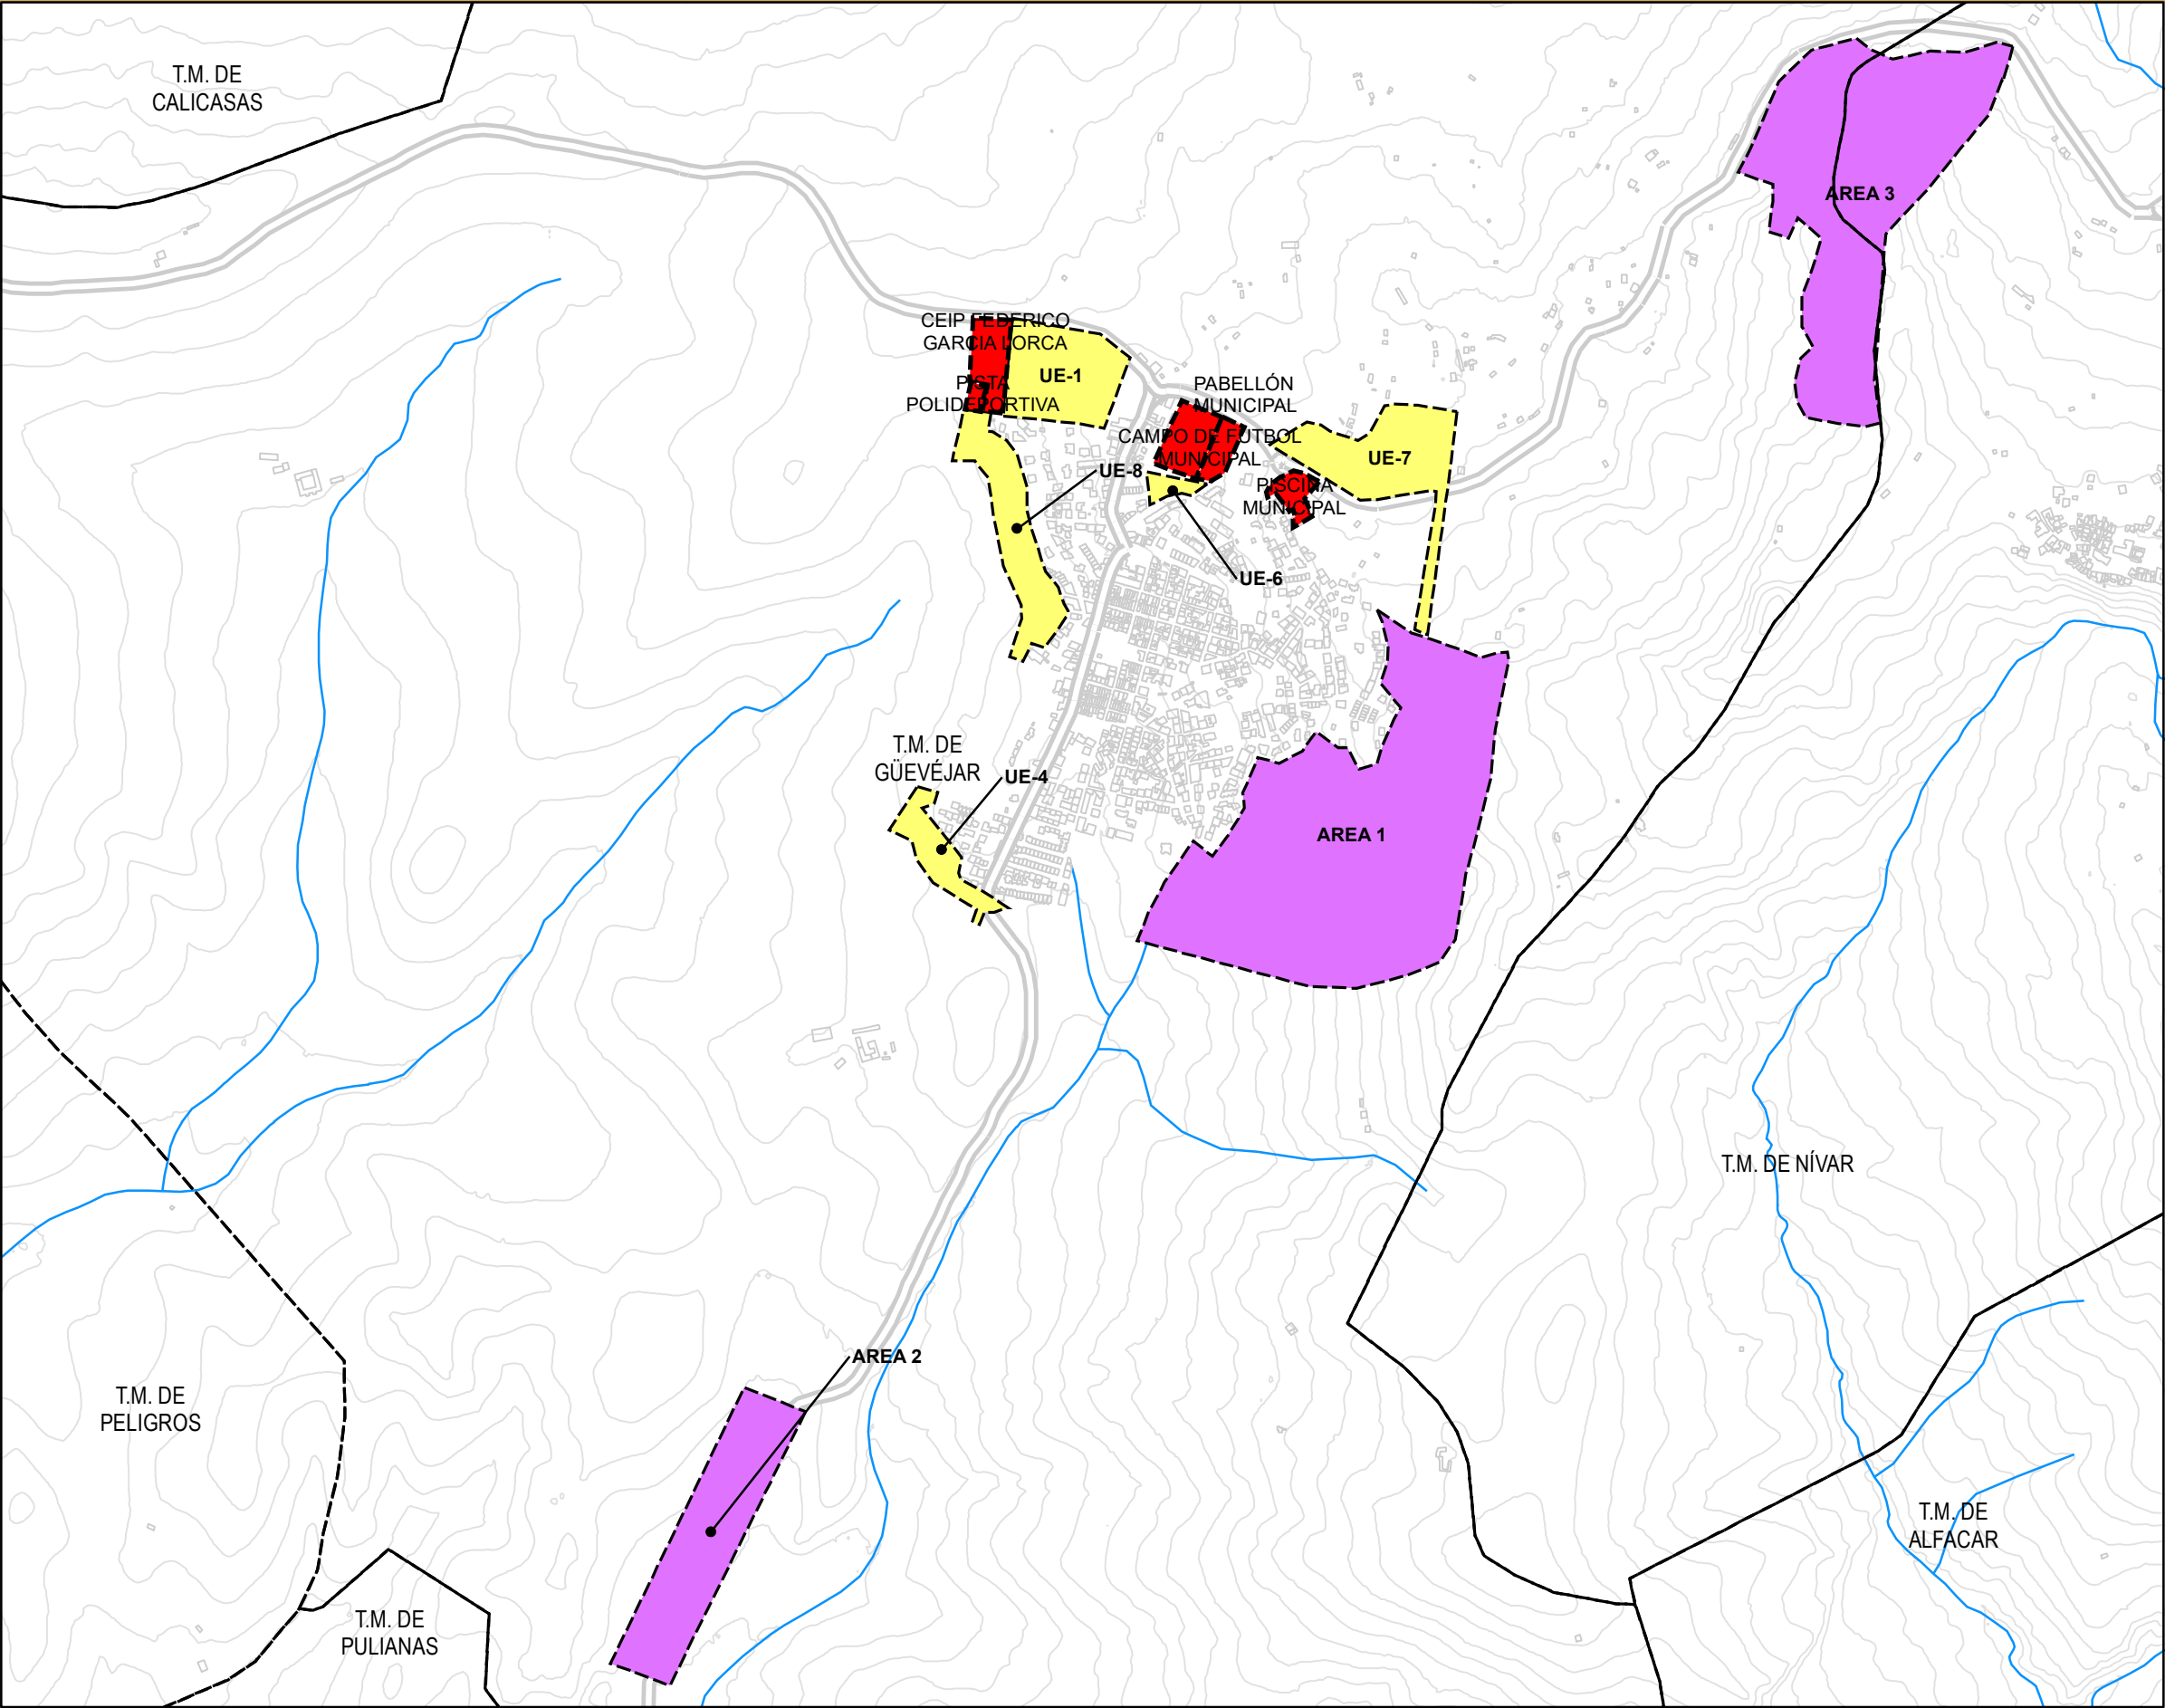 T.M. DE
CALICASAS
AREA 3
CEIP FEDERICO
GARCIA LORCA
UE-1
PISTA
POLIDEPORTIVA
PABELLÓN
MUNICIPAL
CAMPO DE FUTBOL
MUNICIPAL
UE-7
UE-8
PISCINA
MUNICIPAL
UE-6
T.M. DE
GÜEVÉJAR
UE-4
AREA 1
T.M. DE NÍVAR
AREA 2
T.M. DE
PELIGROS
T.M. DE
ALFACAR
T.M. DE
PULIANAS